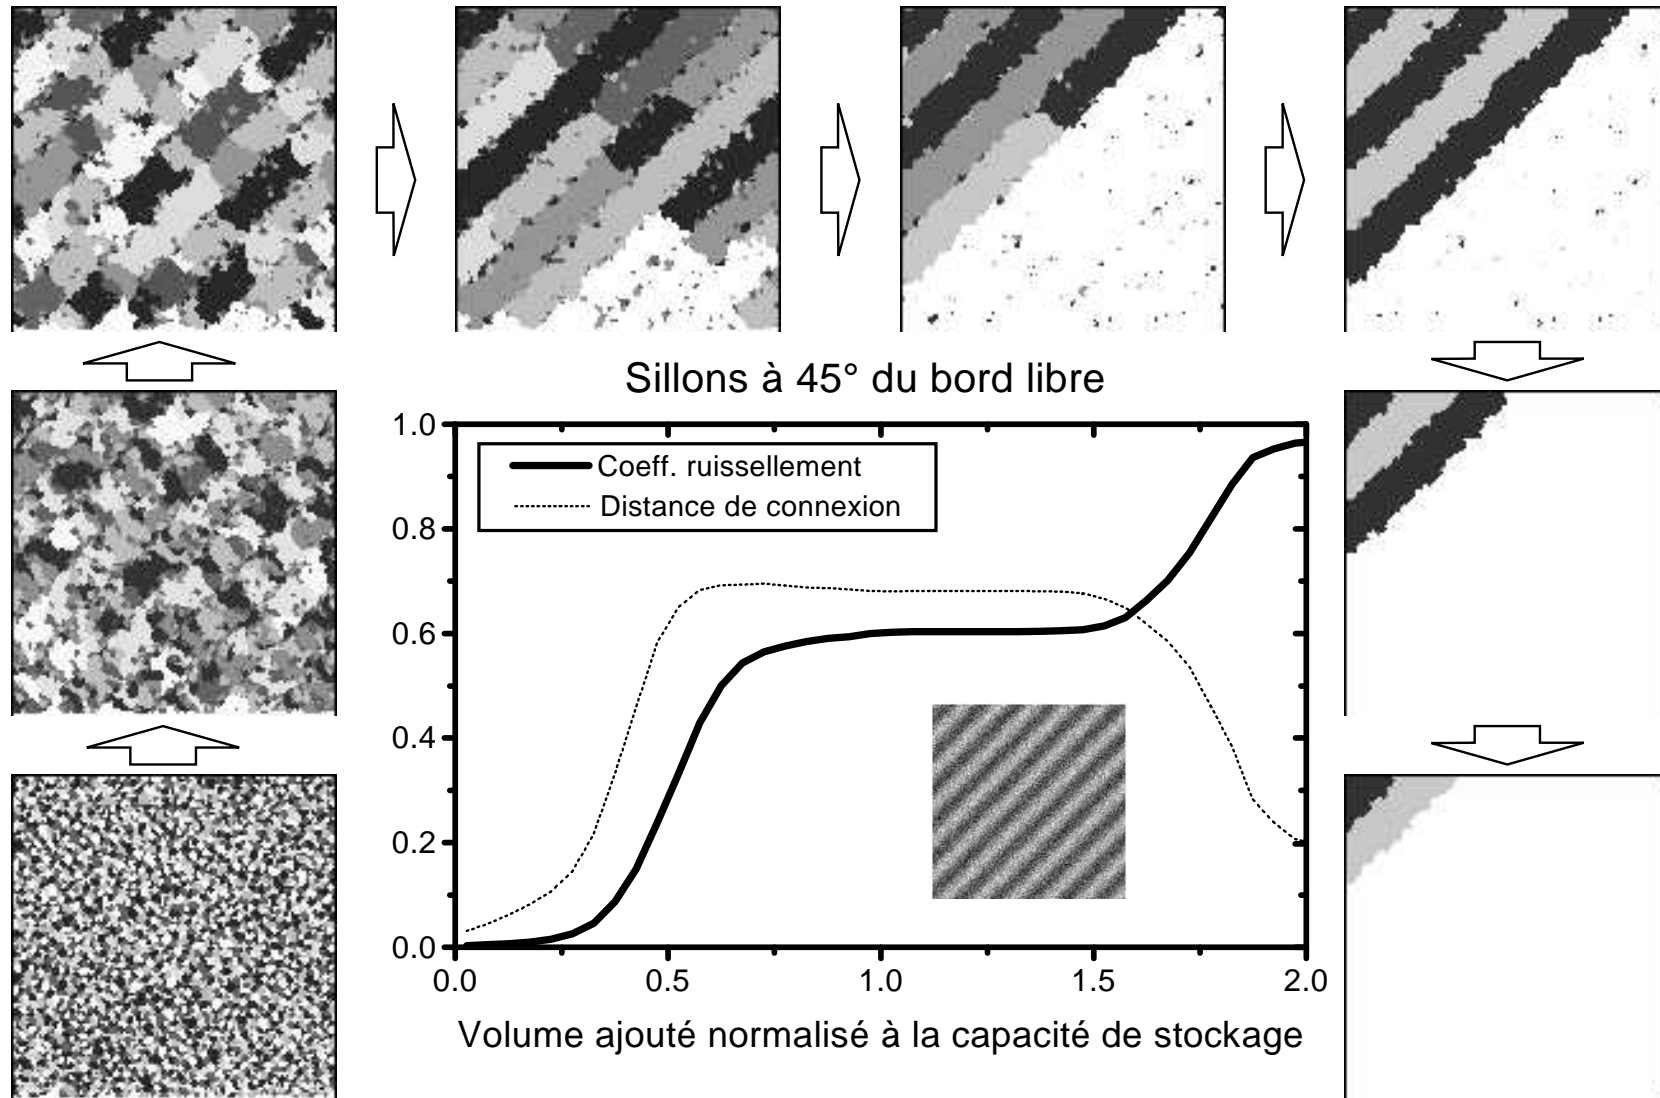 Sillons à 45° du bord libre
1.0
0.8
0.6
0.4
0.2
0.0
Coeff. ruissellement
Distance de connexion
0.0 0.5 1.0 1.5 2.0
Volume ajouté normalisé à la capacité de stockage